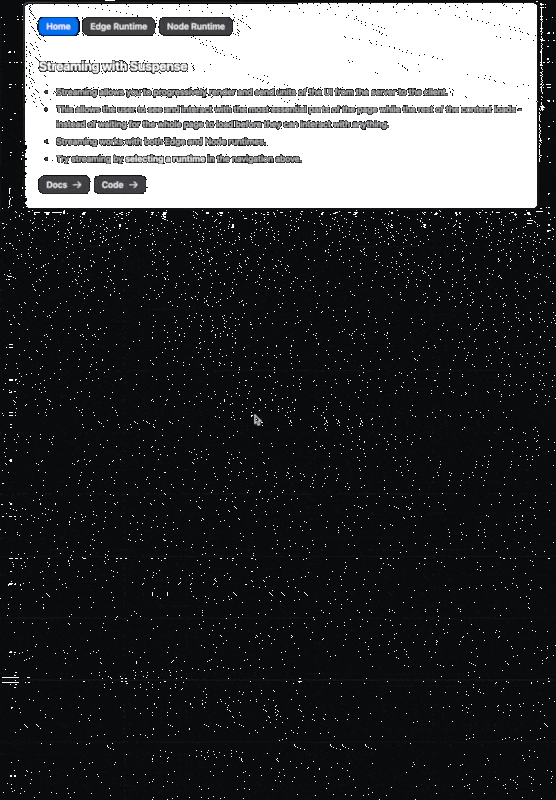 Home Edge Runtime Node Runtime
Streaming with Suspense
Streaming allows you to progressively render and send units of the UI from the server to the client.
This allows the user to see and interact with the most essential parts of the page while the rest of the content loads -
instead of waiting for the whole page to load before they can interact with anything.
Streaming works with both Edge and Node runtimes.
Try streaming by selecting a runtime in the navigation above.
Docs → Code →